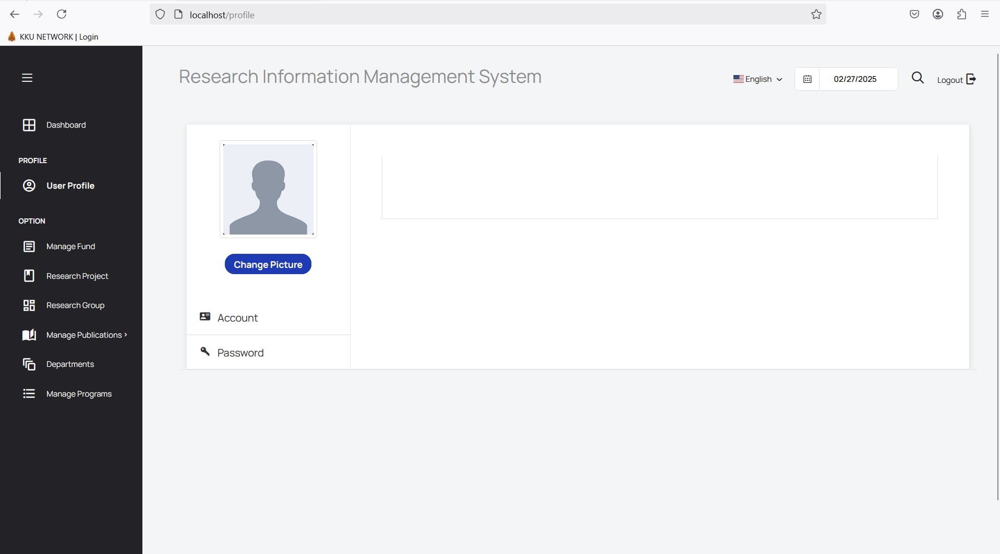 localhost/profile
KKU NETWORK | Login
Research Information Management System
English
02/27/2025
Logout
Dashboard
PROFILE
User Profile
OPTION
Manage Fund
Research Project
Research Group
Manage Publications ›
Departments
Manage Programs
Change Picture
Account
Password